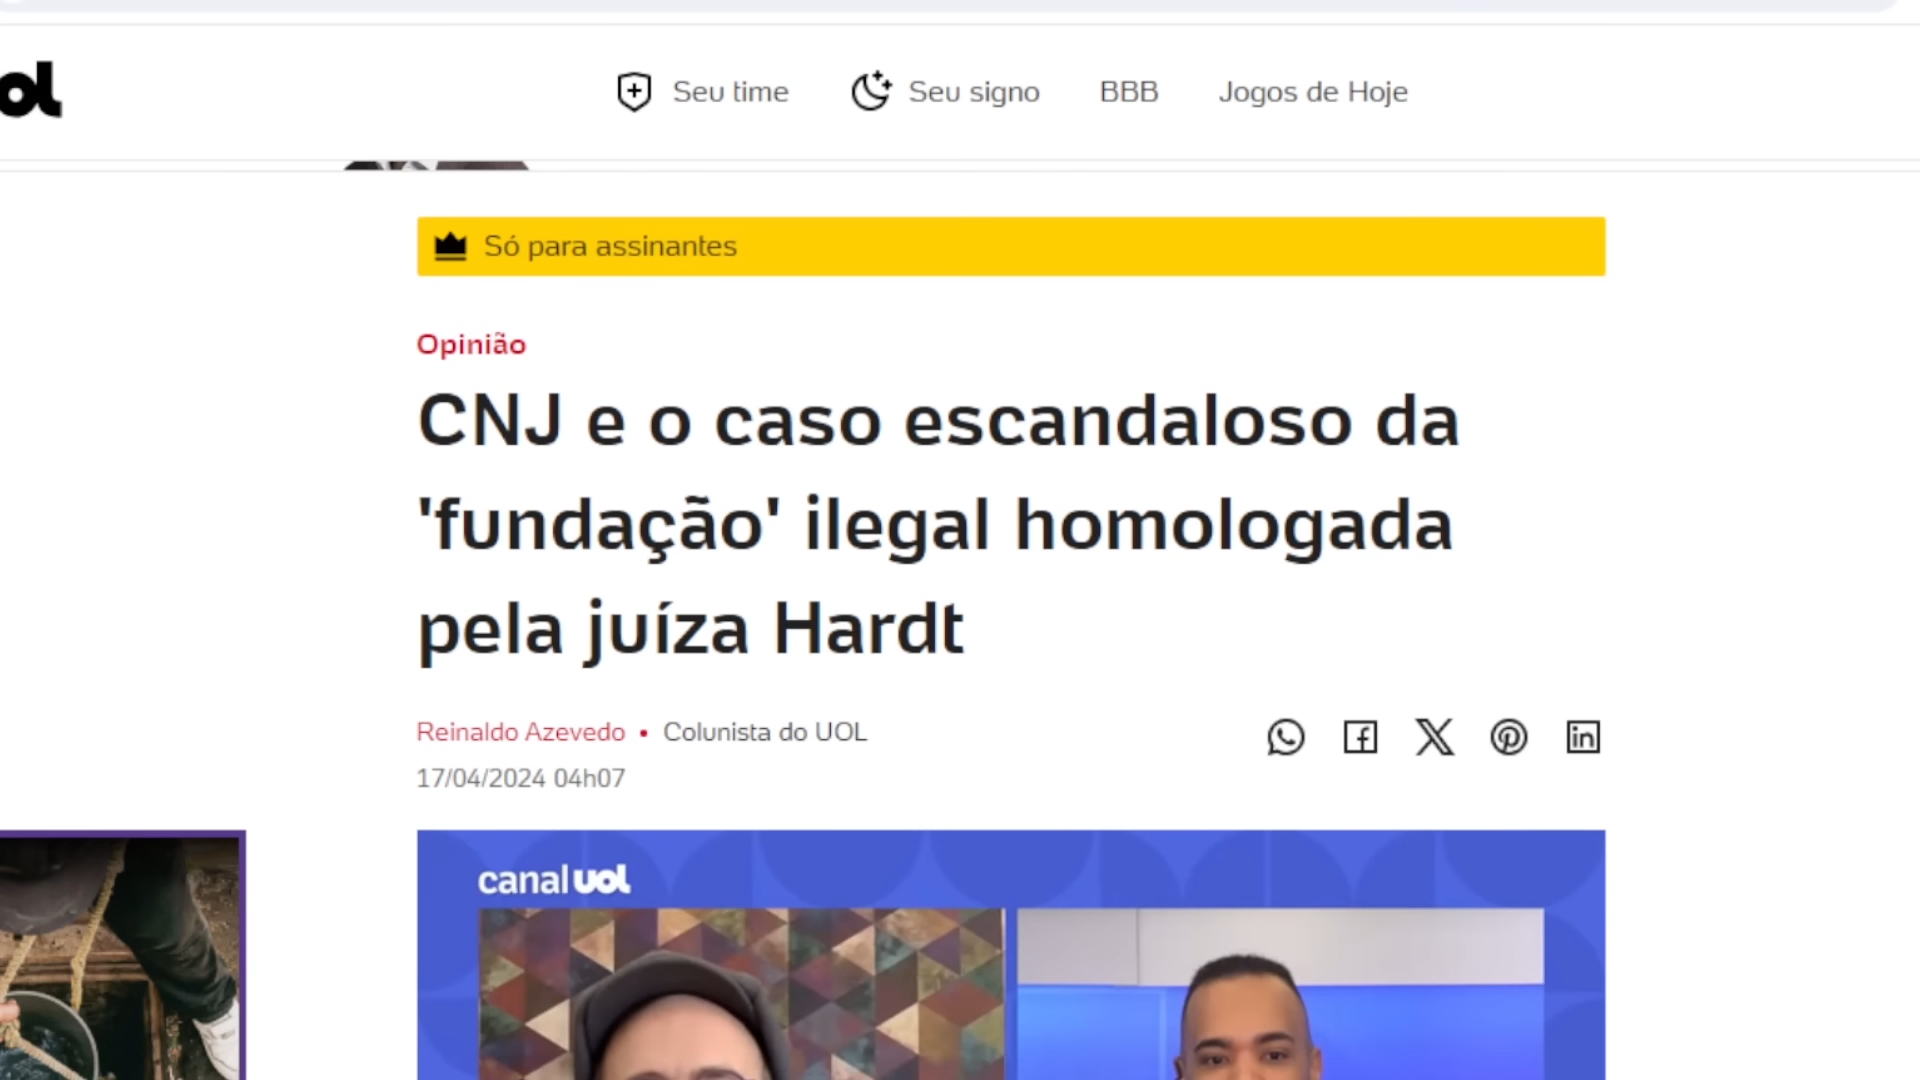 ol
Seu time
Seu signo
BBB
Jogos de Hoje
Só para assinantes
Opinião
CNJ e o caso escandaloso da
'fundação' ilegal homologada
pela juíza Hardt
Reinaldo Azevedo • Colunista do UOL
17/04/2024 04h07
canal uol